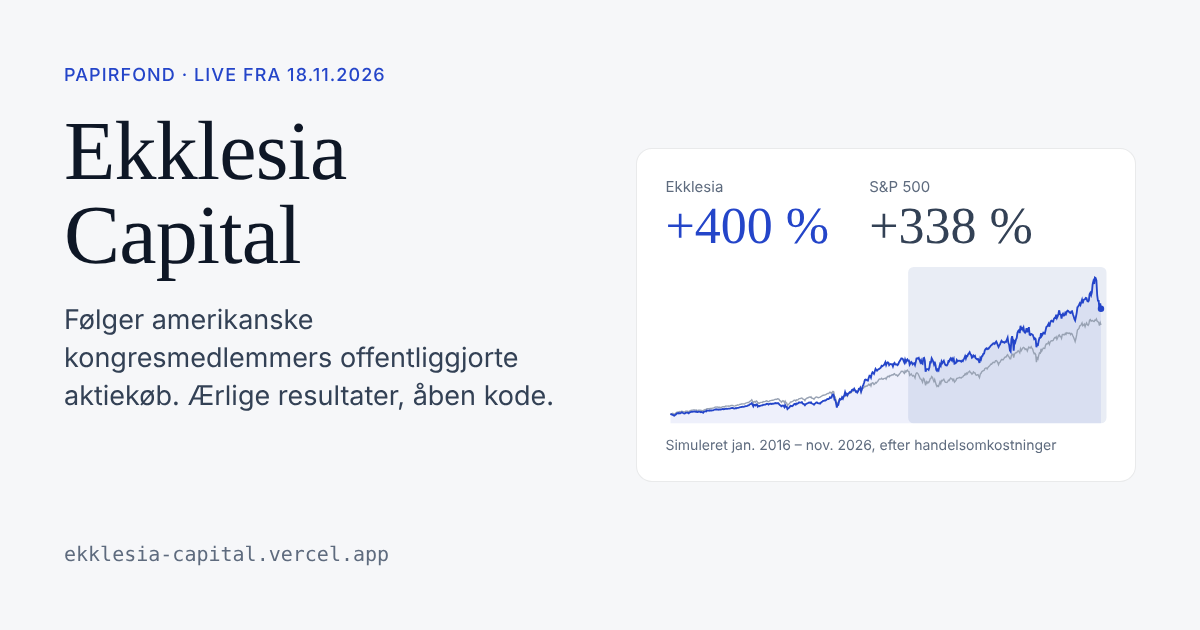 PAPIRFOND · LIVE FRA 18.11.2026
Ekklesia
Capital
Følger amerikanske
kongresmedlemmers offentliggjorte
aktiekøb. Ærlige resultater, åben kode.
ekklesia-capital.vercel.app
Ekklesia
+400 %
S&P 500
+338 %
Simuleret jan. 2016 – nov. 2026, efter handelsomkostninger